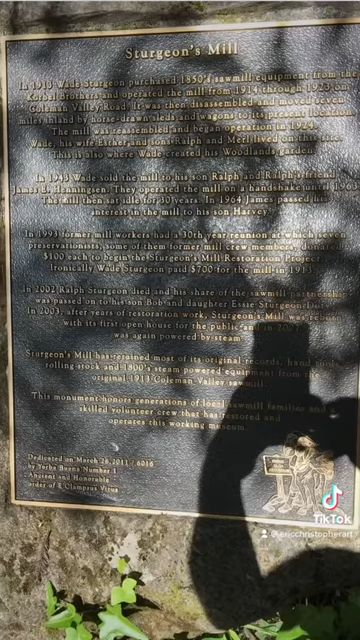 Sturgeon's Mill
In 1913 Wade Sturgeon purchased 1850's sawmill equipment from the
Korbel Brothers and operated the mill from 1914 through 1923 on
Coleman Valley Road. It was then disassembled and moved seven
miles inland by horse-drawn sleds and wagons to its present location.
The mill was reassembled and began operation in 1924.
Wade, his wife Esther and sons Ralph and Merl lived on this site.
This is also where Wade created his Woodlands garden.
In 1943 Wade sold the mill to his son Ralph and Ralph's friend
James E. Henningsen. They operated the mill on a handshake until
The mill then sat idle for 30 years. In 1964 James passed his
interest in the mill to his son Harvey.
In 1993 former mill workers had a 30th year reunion at which seven
preservationists, some of them former mill crew members, donated
$100 each to begin the Sturgeon's Mill Restoration Project.
Ironically Wade Sturgeon paid $700 for the mill in 1913.
In 2002 Ralph Sturgeon died and his share of the sawmill partnership
was passed on to his son Bob and daughter Essie Sturgeon
In 2003, after years of restoration work, Sturgeon's Mill was
with its first open house for the public and in
was again powered by steam
Sturgeon's Mill has retained most of its original records, hand tools
rolling stock and 1800's steam powered equipment from the
original 1913 Coleman Valley sawmill.
This monument honors generations of local sawmill families and
skilled volunteer crew that has restored and
operates this working museum.
Dedicated on March 26, 2011 / 6016
by Yerba Buena Number 1
Ancient and Honorable
order of E Clampsus Vitus
TikTok
@ericchristopherart